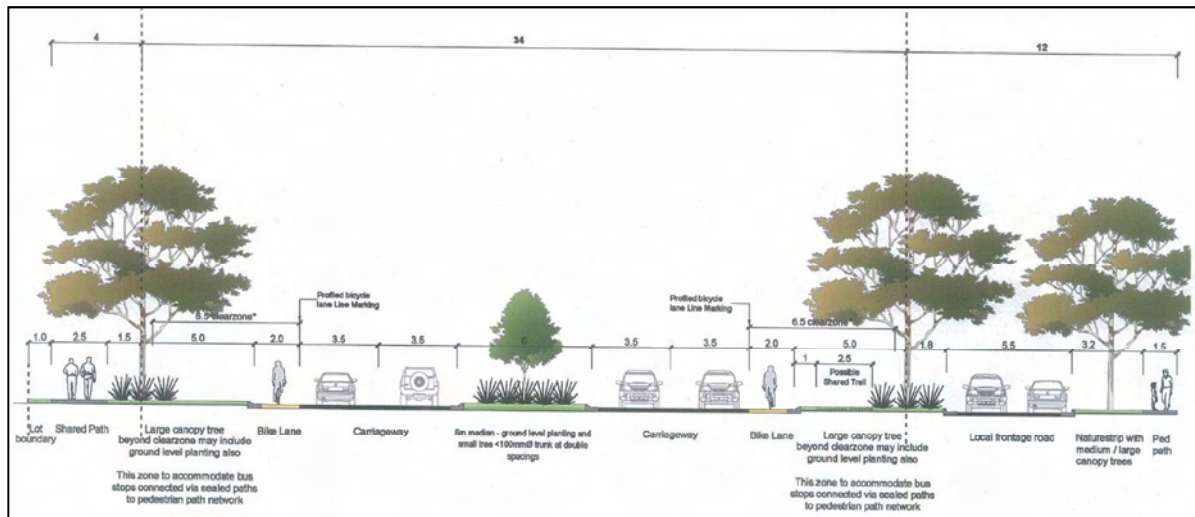 4
34
12
Profiled bicycle
lane Line Marking
6.5 clearzone*
Profiled bicycle
lane Line Marking
6.5 clearzone*
1.0
2.5
1.5
5.0
2.0
3.5
3.5
6
3.5
3.5
2.0
5.0
1.8
5.5
3.2
1.5
1
2.5
Possible
Shared Trail
Lot
boundary
Shared Path
Large canopy tree
beyond clearzone may include
ground level planting also
This zone to accommodate bus
stops connected via sealed paths
to pedestrian path network
Bike Lane
Carriageway
6m median - ground level planting and
small tree <100mmØ trunk at double
spacings
Carriageway
Bike Lane
Large canopy tree
beyond clearzone may include
ground level planting also
This zone to accommodate bus
stops connected via sealed paths
to pedestrian path network
Local frontage road
Naturestrip with
medium / large
canopy trees
Ped
path